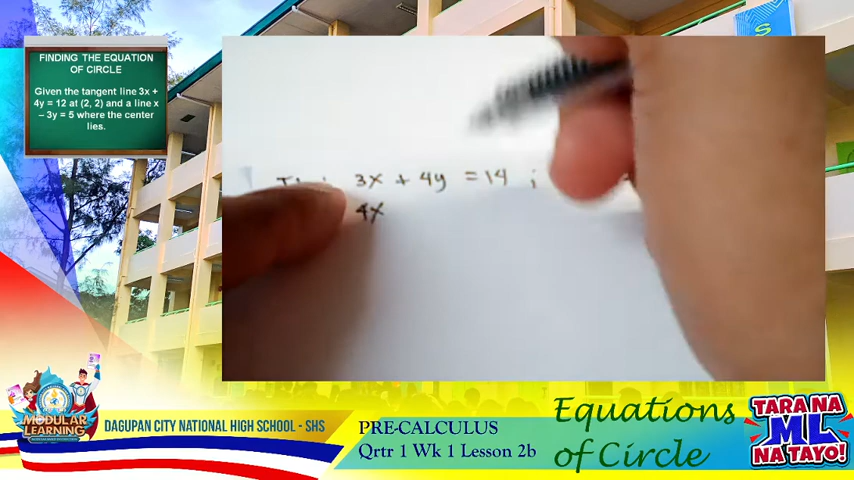 FINDING THE EQUATION
OF CIRCLE
Given the tangent line 3x +
4y = 12 at (2, 2) and a line x
– 3y = 5 where the center
lies.
3x + 4y = 14 ;
4x
MODULAR
LEARNING
DAGUPAN CITY NATIONAL HIGH SCHOOL - SHS
PRE-CALCULUS
Qrtr 1 Wk 1 Lesson 2b
Equations
of Circle
TARA NA
ML
NA TAYO!
S